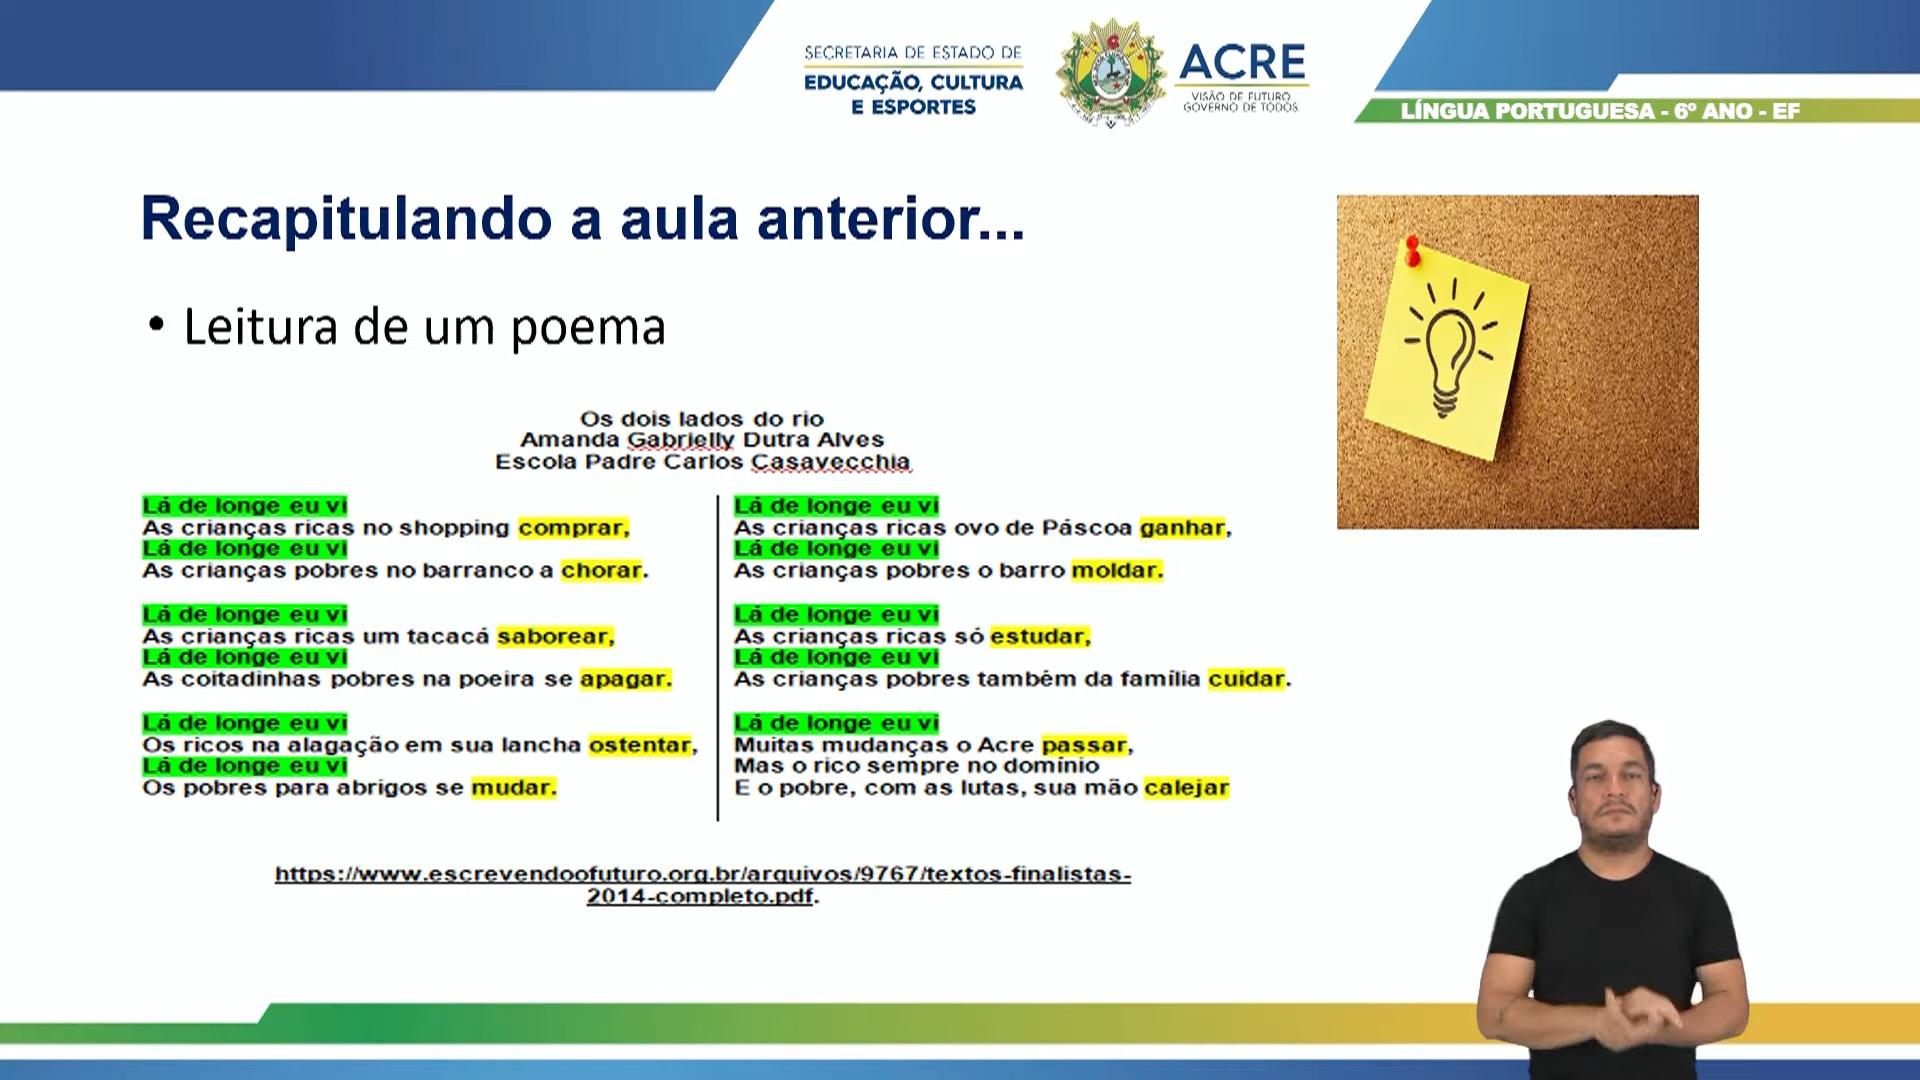 SECRETARIA DE ESTADO DE
EDUCAÇÃO, CULTURA
E ESPORTES
ACRE
VISÃO DE FUTURO
GOVERNO DE TODOS
LÍNGUA PORTUGUESA - 6º ANO - EF
Recapitulando a aula anterior...
• Leitura de um poema
Os dois lados do rio
Amanda Gabrielly Dutra Alves
Escola Padre Carlos Casavecchia
Lá de longe eu vi
As crianças ricas no shopping comprar,
Lá de longe eu vi
As crianças pobres no barranco a chorar.
Lá de longe eu vi
As crianças ricas um tacacá saborear,
Lá de longe eu vi
As coitadinhas pobres na poeira se apagar.
Lá de longe eu vi
Os ricos na alagação em sua lancha ostentar,
Lá de longe eu vi
Os pobres para abrigos se mudar.
Lá de longe eu vi
As crianças ricas ovo de Páscoa ganhar,
Lá de longe eu vi
As crianças pobres o barro moldar.
Lá de longe eu vi
As crianças ricas só estudar,
Lá de longe eu vi
As crianças pobres também da família cuidar.
Lá de longe eu vi
Muitas mudanças o Acre passar,
Mas o rico sempre no domínio
E o pobre, com as lutas, sua mão calejar
https://www.escrevendoofuturo.org.br/arquivos/9767/textos-finalistas-
2014-completo.pdf.